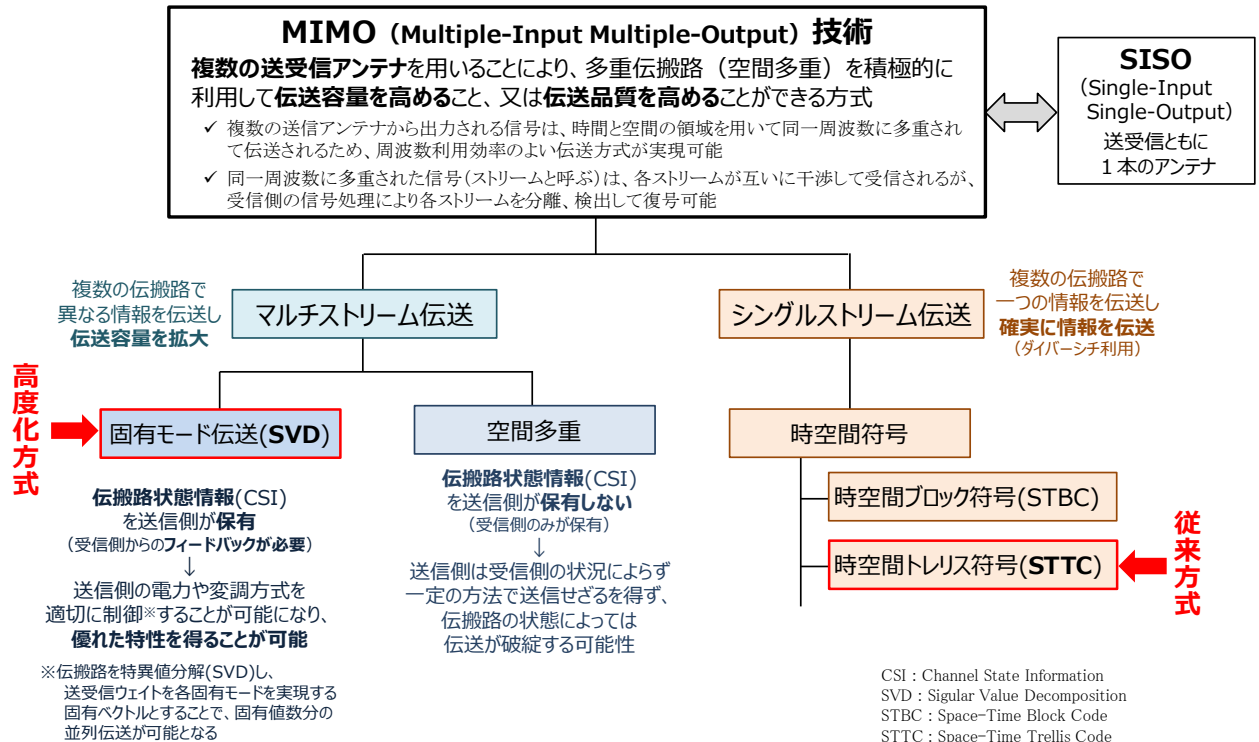 MIMO（Multiple-Input Multiple-Output）技術
複数の送受信アンテナを用いることにより、多重伝搬路（空間多重）を積極的に
利用して伝送容量を高めること、又は伝送品質を高めることができる方式
✓ 複数の送信アンテナから出力される信号は、時間と空間の領域を用いて同一周波数に多重され
て伝送されるため、周波数利用効率のよい伝送方式が実現可能
✓ 同一周波数に多重された信号（ストリームと呼ぶ）は、各ストリームが互いに干渉して受信されるが、
受信側の信号処理により各ストリームを分離、検出して復号可能
SISO
（Single-Input
Single-Output）
送受信ともに
１本のアンテナ
複数の伝搬路で
異なる情報を伝送し
伝送容量を拡大
マルチストリーム伝送
シングルストリーム伝送
複数の伝搬路で
一つの情報を伝送し
確実に情報を伝送
（ダイバーシチ利用）
高度化方式
固有モード伝送(SVD)
空間多重
時空間符号
伝搬路状態情報(CSI)
を送信側が保有
（受信側からのフィードバックが必要）
↓
送信側の電力や変調方式を
適切に制御※することが可能になり、
優れた特性を得ることが可能
※伝搬路を特異値分解(SVD)し、
送受信ウェイトを各固有モードを実現する
固有ベクトルとすることで、固有値数分の
並列伝送が可能となる
伝搬路状態情報(CSI)
を送信側が保有しない
（受信側のみが保有）
↓
送信側は受信側の状況によらず
一定の方法で送信せざるを得ず、
伝搬路の状態によっては
伝送が破綻する可能性
時空間ブロック符号(STBC)
時空間トレリス符号(STTC)
従来方式
CSI : Channel State Information
SVD : Sigular Value Decomposition
STBC : Space-Time Block Code
STTC : Space-Time Trellis Code